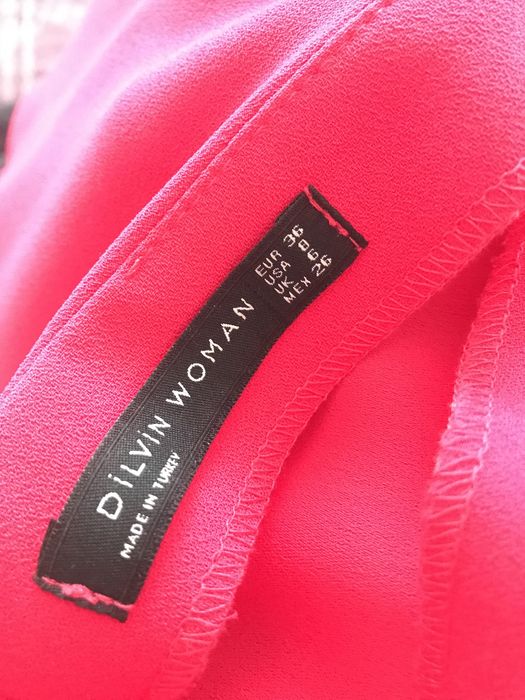 DiLViN WOMAN
MADE IN TURKEY
EUR 36
USA 8
UK 6
MEX 26